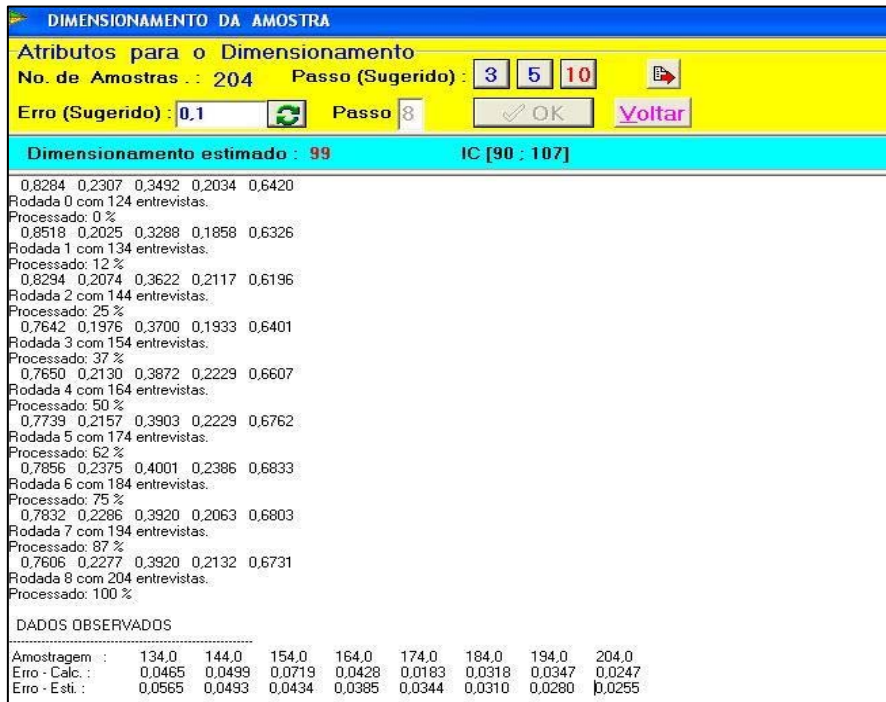 DIMENSIONAMENTO DA AMOSTRA
Atributos para o Dimensionamento
No. de Amostras . : 204 Passo (Sugerido) : 3 5 10
Erro (Sugerido) : 0,1 Passo 8 OK Voltar
Dimensionamento estimado : 99 IC [90 ; 107]
0,8284 0,2307 0,3492 0,2034 0,6420
Rodada 0 com 124 entrevistas.
Processado: 0 %
0,8518 0,2025 0,3288 0,1858 0,6326
Rodada 1 com 134 entrevistas.
Processado: 12 %
0,8294 0,2074 0,3622 0,2117 0,6196
Rodada 2 com 144 entrevistas.
Processado: 25 %
0,7642 0,1976 0,3700 0,1933 0,6401
Rodada 3 com 154 entrevistas.
Processado: 37 %
0,7650 0,2130 0,3872 0,2229 0,6607
Rodada 4 com 164 entrevistas.
Processado: 50 %
0,7739 0,2157 0,3903 0,2229 0,6762
Rodada 5 com 174 entrevistas.
Processado: 62 %
0,7856 0,2375 0,4001 0,2386 0,6833
Rodada 6 com 184 entrevistas.
Processado: 75 %
0,7832 0,2286 0,3920 0,2063 0,6803
Rodada 7 com 194 entrevistas.
Processado: 87 %
0,7606 0,2277 0,3920 0,2132 0,6731
Rodada 8 com 204 entrevistas.
Processado: 100 %
DADOS OBSERVADOS
Amostragem : 134,0 144,0 154,0 164,0 174,0 184,0 194,0 204,0
Erro - Calc. : 0,0465 0,0499 0,0719 0,0428 0,0183 0,0318 0,0347 0,0247
Erro - Esti. : 0,0565 0,0493 0,0434 0,0385 0,0344 0,0310 0,0280 0,0255